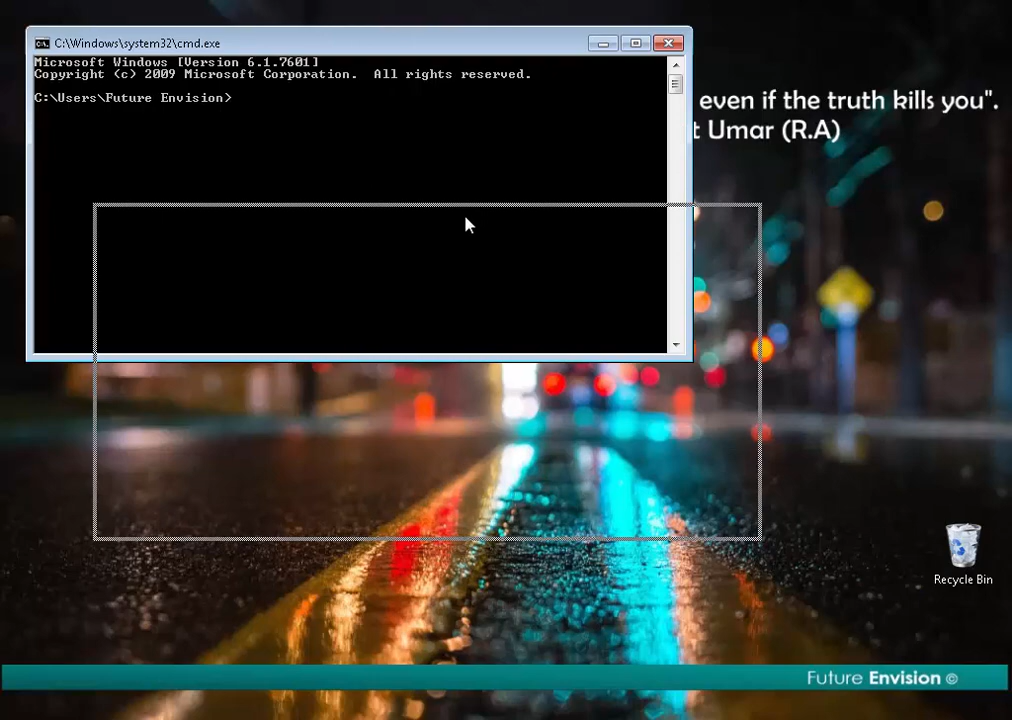 C:\Windows\system32\cmd.exe
Microsoft Windows [Version 6.1.7601]
Copyright (c) 2009 Microsoft Corporation.  All rights reserved.
C:\Users\Future Envision>
even if the truth kills you".
t Umar (R.A)
Recycle Bin
Future Envision ©